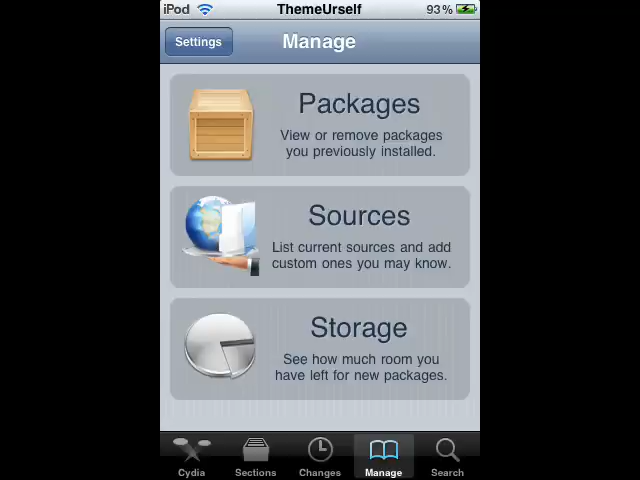 iPod ThemeUrself 93%
Settings Manage
Packages
View or remove packages
you previously installed.
Sources
List current sources and add
custom ones you may know.
Storage
See how much room you
have left for new packages.
Cydia Sections Changes Manage Search